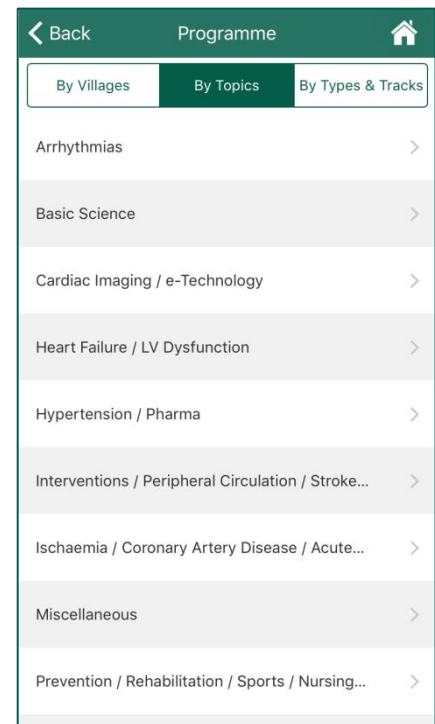 Back Programme
By Villages By Topics By Types & Tracks
Arrhythmias
Basic Science
Cardiac Imaging / e-Technology
Heart Failure / LV Dysfunction
Hypertension / Pharma
Interventions / Peripheral Circulation / Stroke...
Ischaemia / Coronary Artery Disease / Acute...
Miscellaneous
Prevention / Rehabilitation / Sports / Nursing...